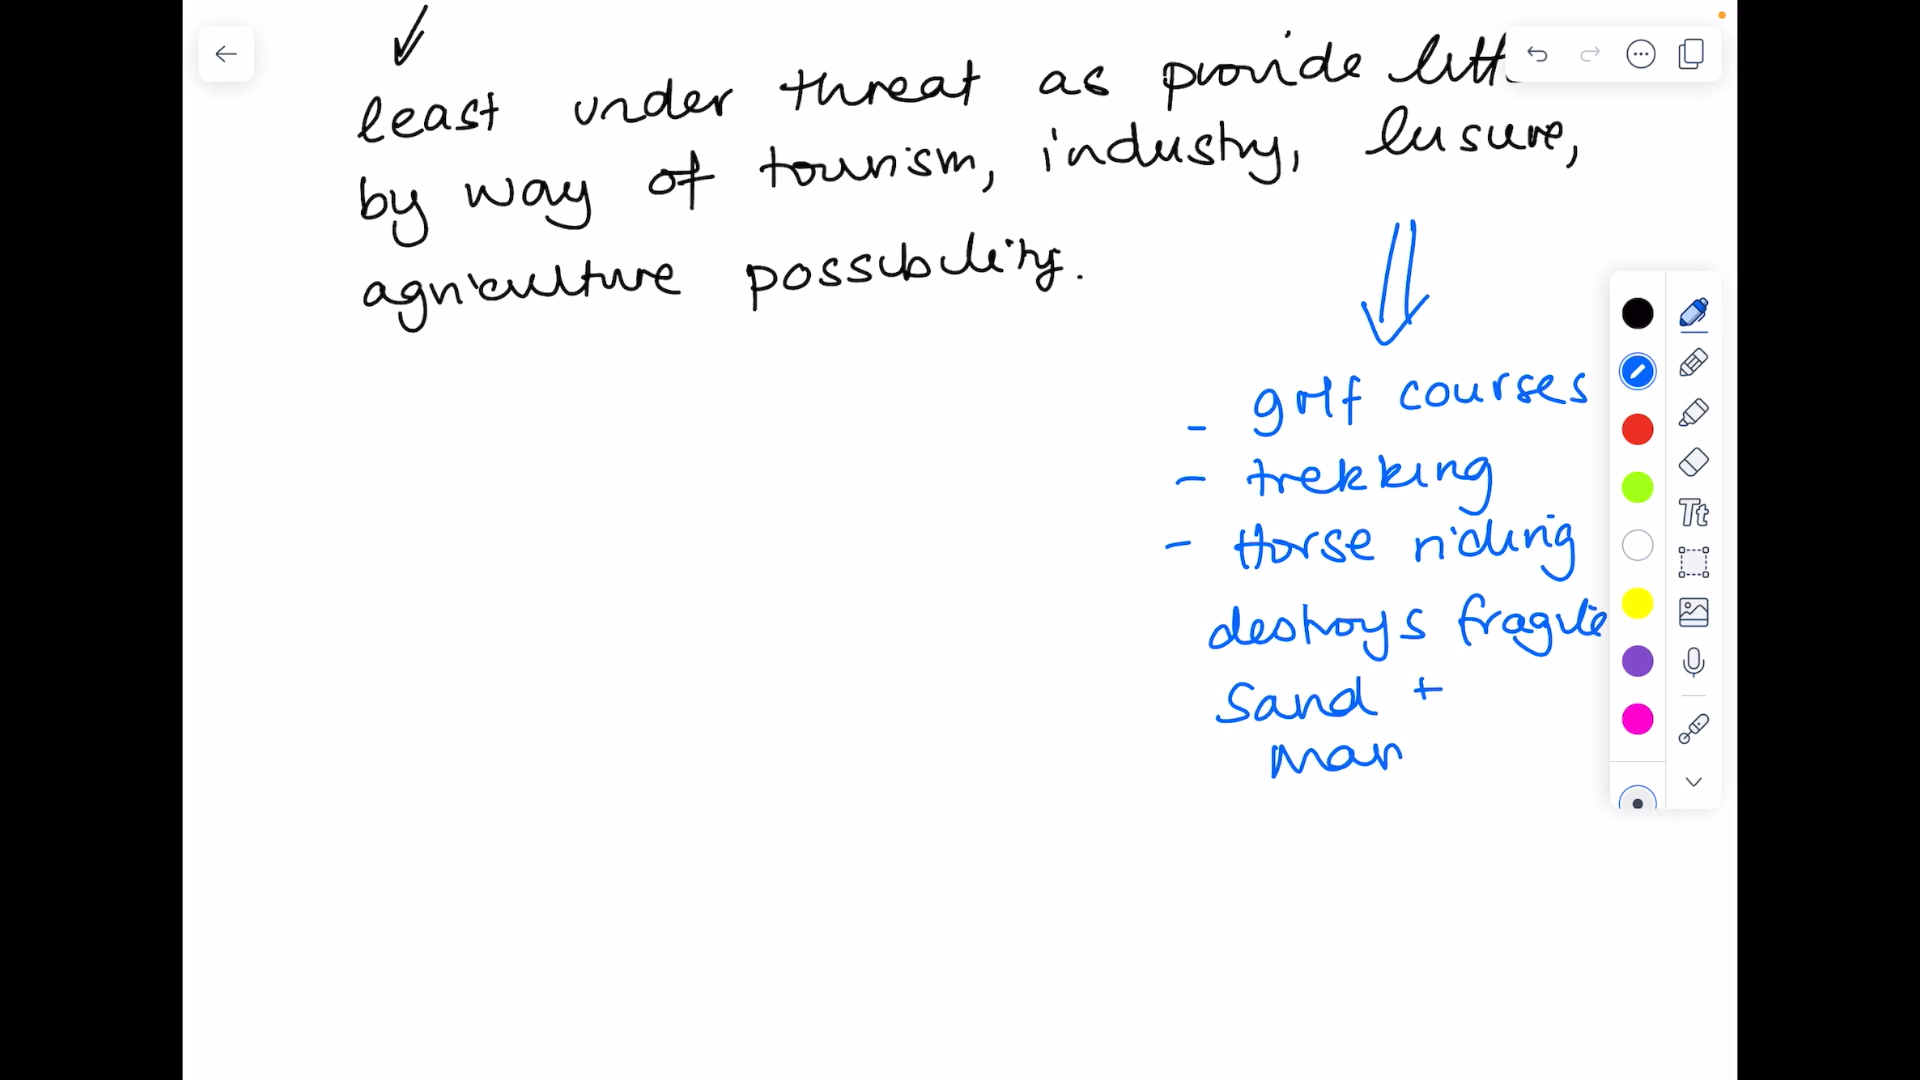 least under threat as provide litt
by way of tourism, industry, leisure,
agriculture possibility.
- golf courses
- trekking
- Horse riding
destroys fragile
Sand +
mar
Tt